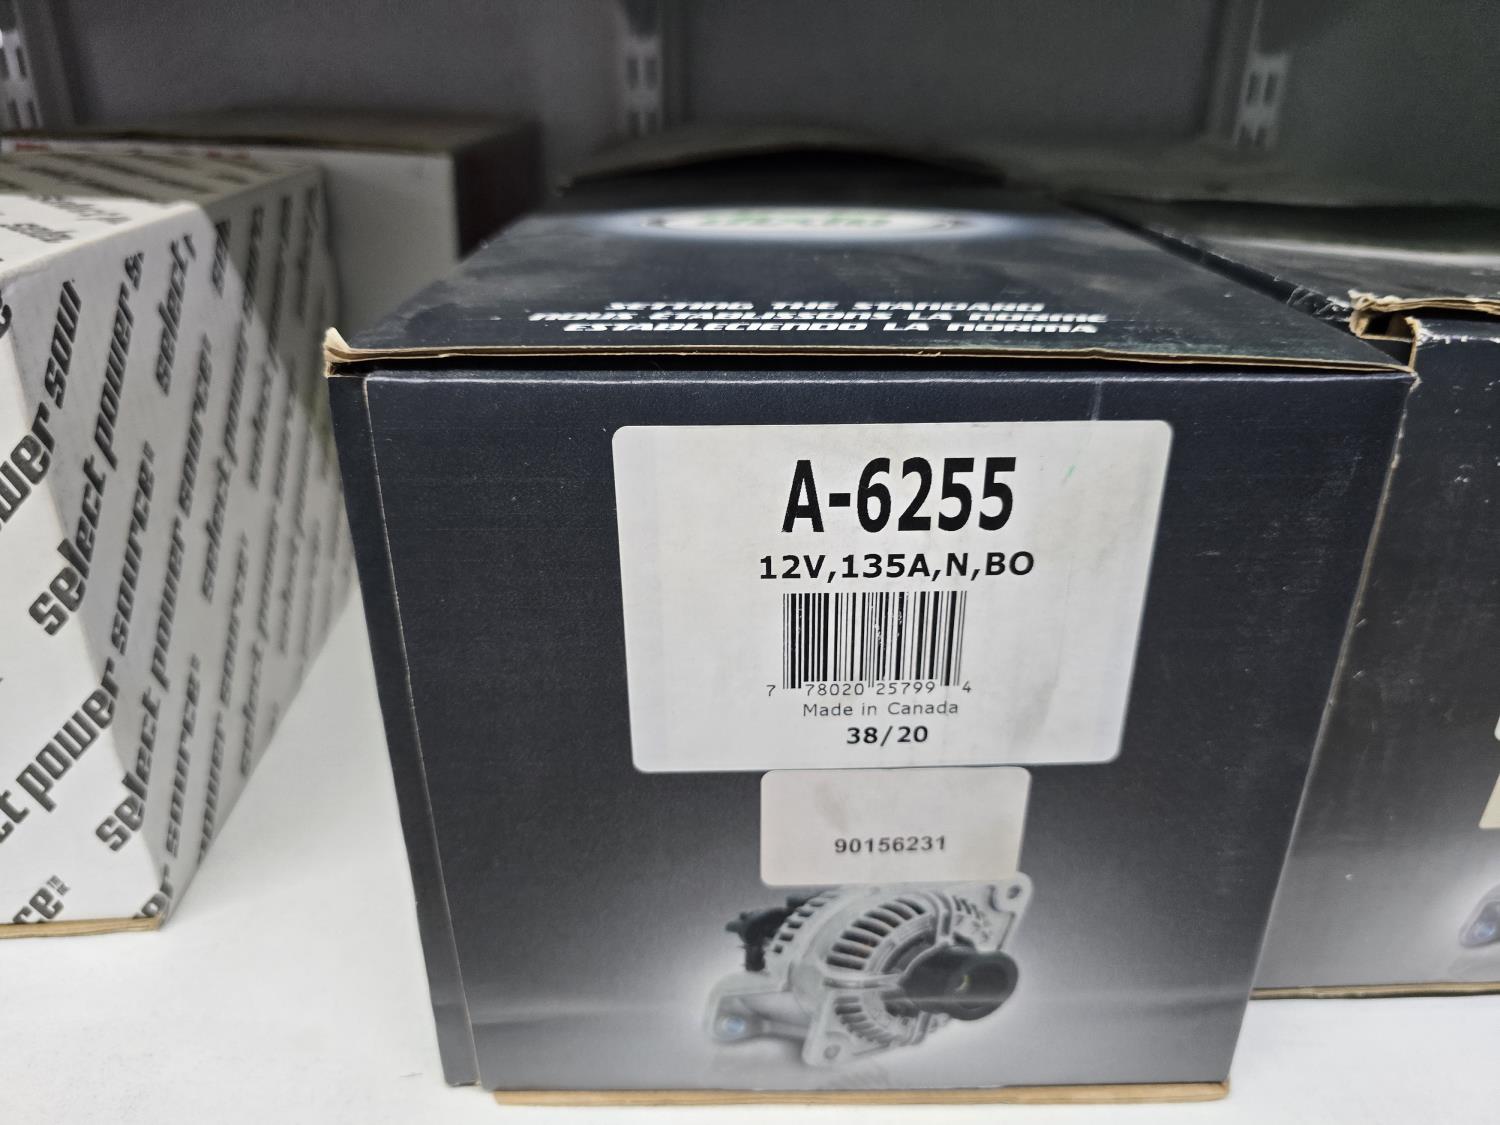 SETTING THE STANDARD
NOUS ÉTABLISSONS LA NORME
ESTABLECIENDO LA NORMA
A-6255
12V,135A,N,BO
7 78020 25799 4
Made in Canada
38/20
90156231
select power source
select power source
select power source